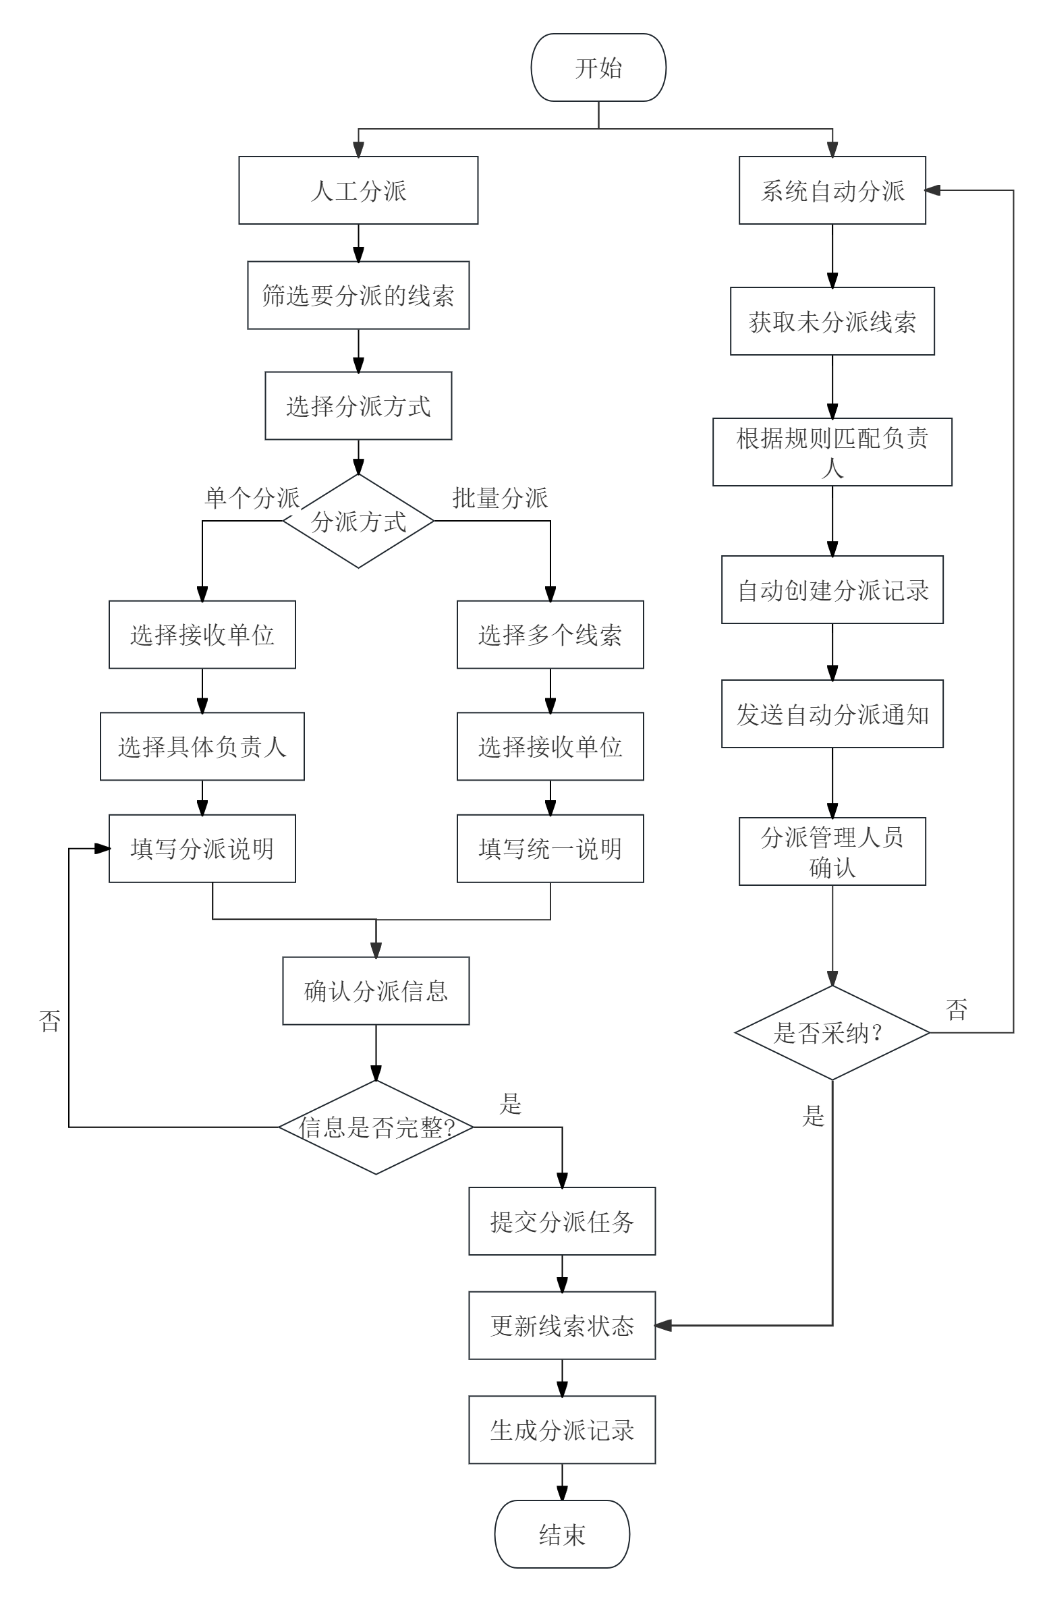 开始
人工分派
系统自动分派
筛选要分派的线索
获取未分派线索
选择分派方式
根据规则匹配负责
人
单个分派
批量分派
分派方式
自动创建分派记录
选择接收单位
选择多个线索
发送自动分派通知
选择具体负责人
选择接收单位
填写分派说明
填写统一说明
分派管理人员
确认
确认分派信息
否
是否采纳？
否
信息是否完整？
是
是
提交分派任务
更新线索状态
生成分派记录
结束